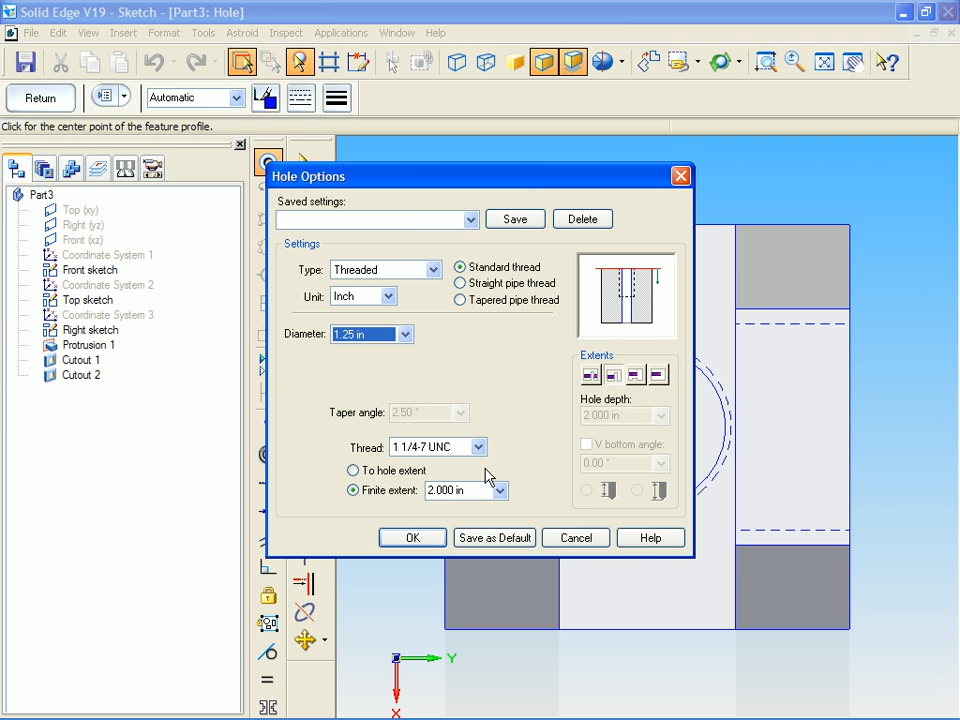 Solid Edge V19 - Sketch - [Part3: Hole]
File Edit View Insert Format Tools Astroid Inspect Applications Window Help
Return
Automatic
Click for the center point of the feature profile.
Part3
Top (xy)
Right (yz)
Front (xz)
Coordinate System 1
Front sketch
Coordinate System 2
Top sketch
Coordinate System 3
Right sketch
Protrusion 1
Cutout 1
Cutout 2
Hole Options
Saved settings:
Save
Delete
Settings
Type: Threaded
Unit: Inch
Standard thread
Straight pipe thread
Tapered pipe thread
Diameter: 1.25 in
Taper angle: 2.50 °
Thread: 1 1/4-7 UNC
To hole extent
Finite extent: 2.000 in
Extents
Hole depth:
2.000 in
V bottom angle:
0.00 °
OK
Save as Default
Cancel
Help
Y
X